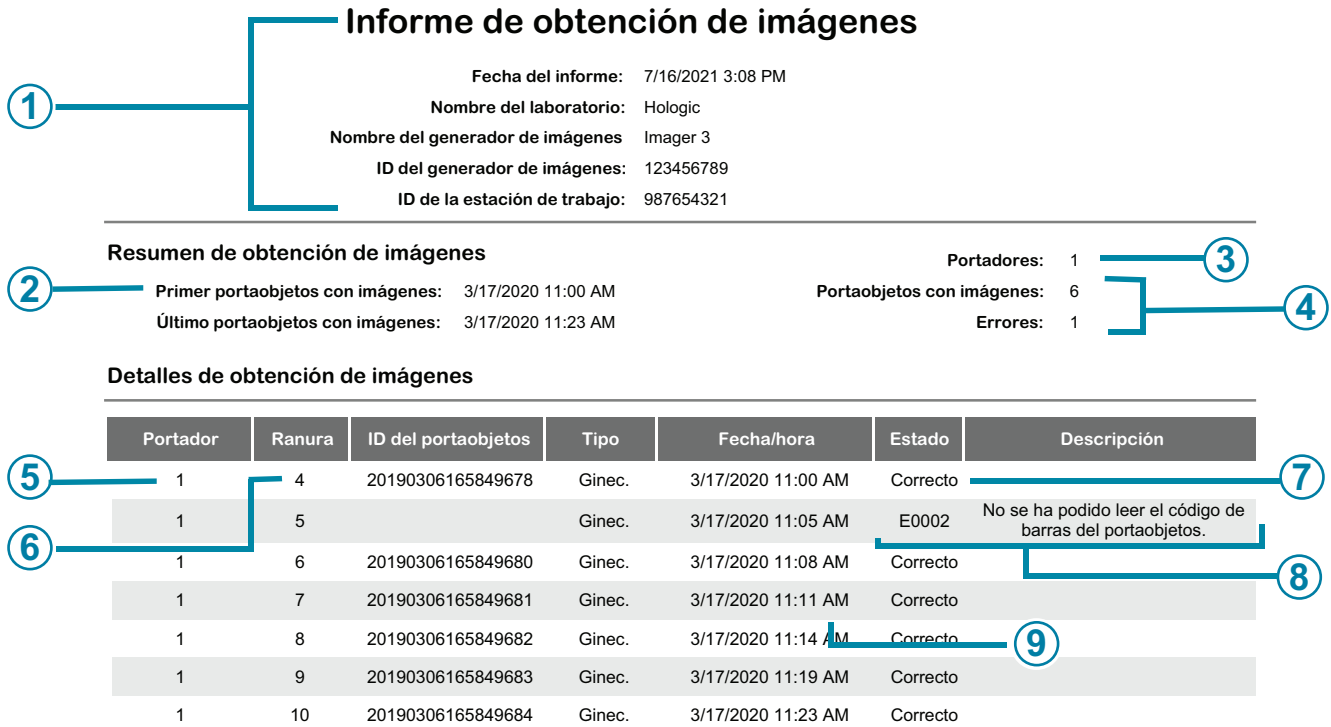 Informe de obtención de imágenes
1
Fecha del informe: 7/16/2021 3:08 PM
Nombre del laboratorio: Hologic
Nombre del generador de imágenes Imager 3
ID del generador de imágenes: 123456789
ID de la estación de trabajo: 987654321
Resumen de obtención de imágenes
Portadores: 1
3
2
Primer portaobjetos con imágenes: 3/17/2020 11:00 AM
Portaobjetos con imágenes: 6
4
Último portaobjetos con imágenes: 3/17/2020 11:23 AM
Errores: 1
Detalles de obtención de imágenes
Portador Ranura ID del portaobjetos Tipo Fecha/hora Estado Descripción
5
1 4 20190306165849678 Ginec. 3/17/2020 11:00 AM Correcto
7
1 5 Ginec. 3/17/2020 11:05 AM E0002 No se ha podido leer el código de
barras del portaobjetos.
6
1 6 20190306165849680 Ginec. 3/17/2020 11:08 AM Correcto
8
1 7 20190306165849681 Ginec. 3/17/2020 11:11 AM Correcto
1 8 20190306165849682 Ginec. 3/17/2020 11:14 AM Correcto
9
1 9 20190306165849683 Ginec. 3/17/2020 11:19 AM Correcto
1 10 20190306165849684 Ginec. 3/17/2020 11:23 AM Correcto